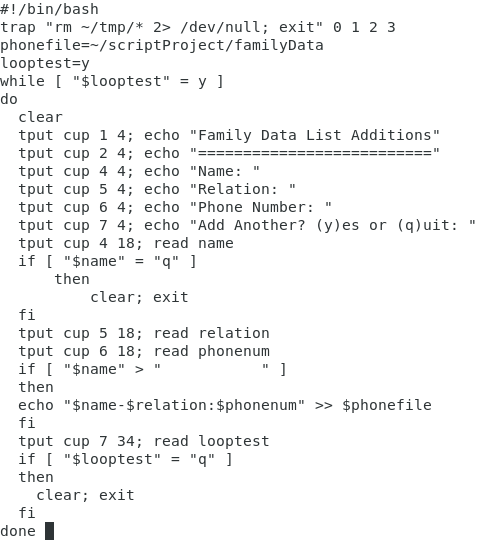 #!/bin/bash
trap "rm ~/tmp/* 2> /dev/null; exit" 0 1 2 3
phonefile=~/scriptProject/familyData
looptest=y
while [ "$looptest" = y ]
do
  clear
  tput cup 1 4; echo "Family Data List Additions"
  tput cup 2 4; echo "=========================="
  tput cup 4 4; echo "Name: "
  tput cup 5 4; echo "Relation: "
  tput cup 6 4; echo "Phone Number: "
  tput cup 7 4; echo "Add Another? (y)es or (q)uit: "
  tput cup 4 18; read name
  if [ "$name" = "q" ]
      then
          clear; exit
  fi
  tput cup 5 18; read relation
  tput cup 6 18; read phonenum
  if [ "$name" > "           " ]
  then
  echo "$name-$relation:$phonenum" >> $phonefile
  fi
  tput cup 7 34; read looptest
  if [ "$looptest" = "q" ]
  then
    clear; exit
  fi
done